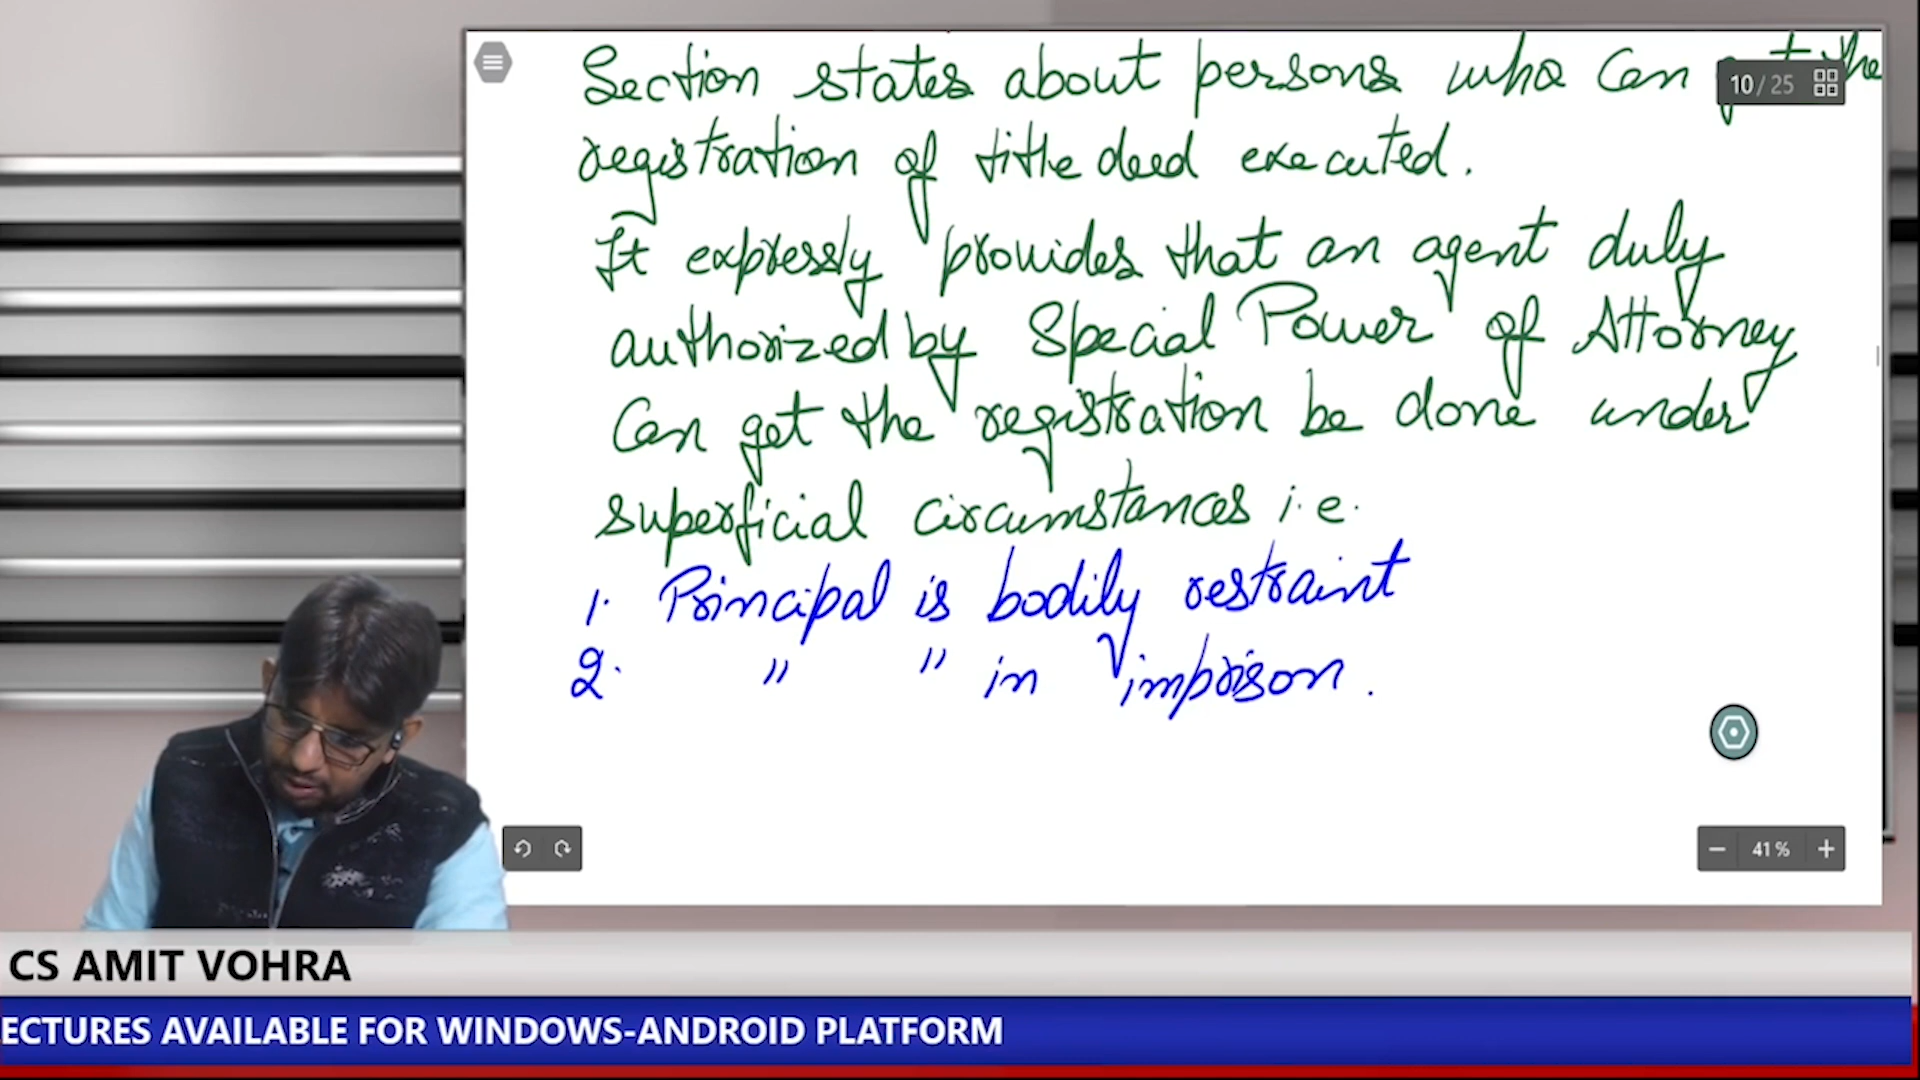 Section states about persons who can get the
10 / 25
registration of title deed executed.
It expressly provides that an agent duly
authorized by Special Power of Attorney
Can get the registration be done under
superficial circumstances i.e.
1. Principal is bodily restraint
2. " " in imprison.
41 %
CS AMIT VOHRA
ECTURES AVAILABLE FOR WINDOWS-ANDROID PLATFORM